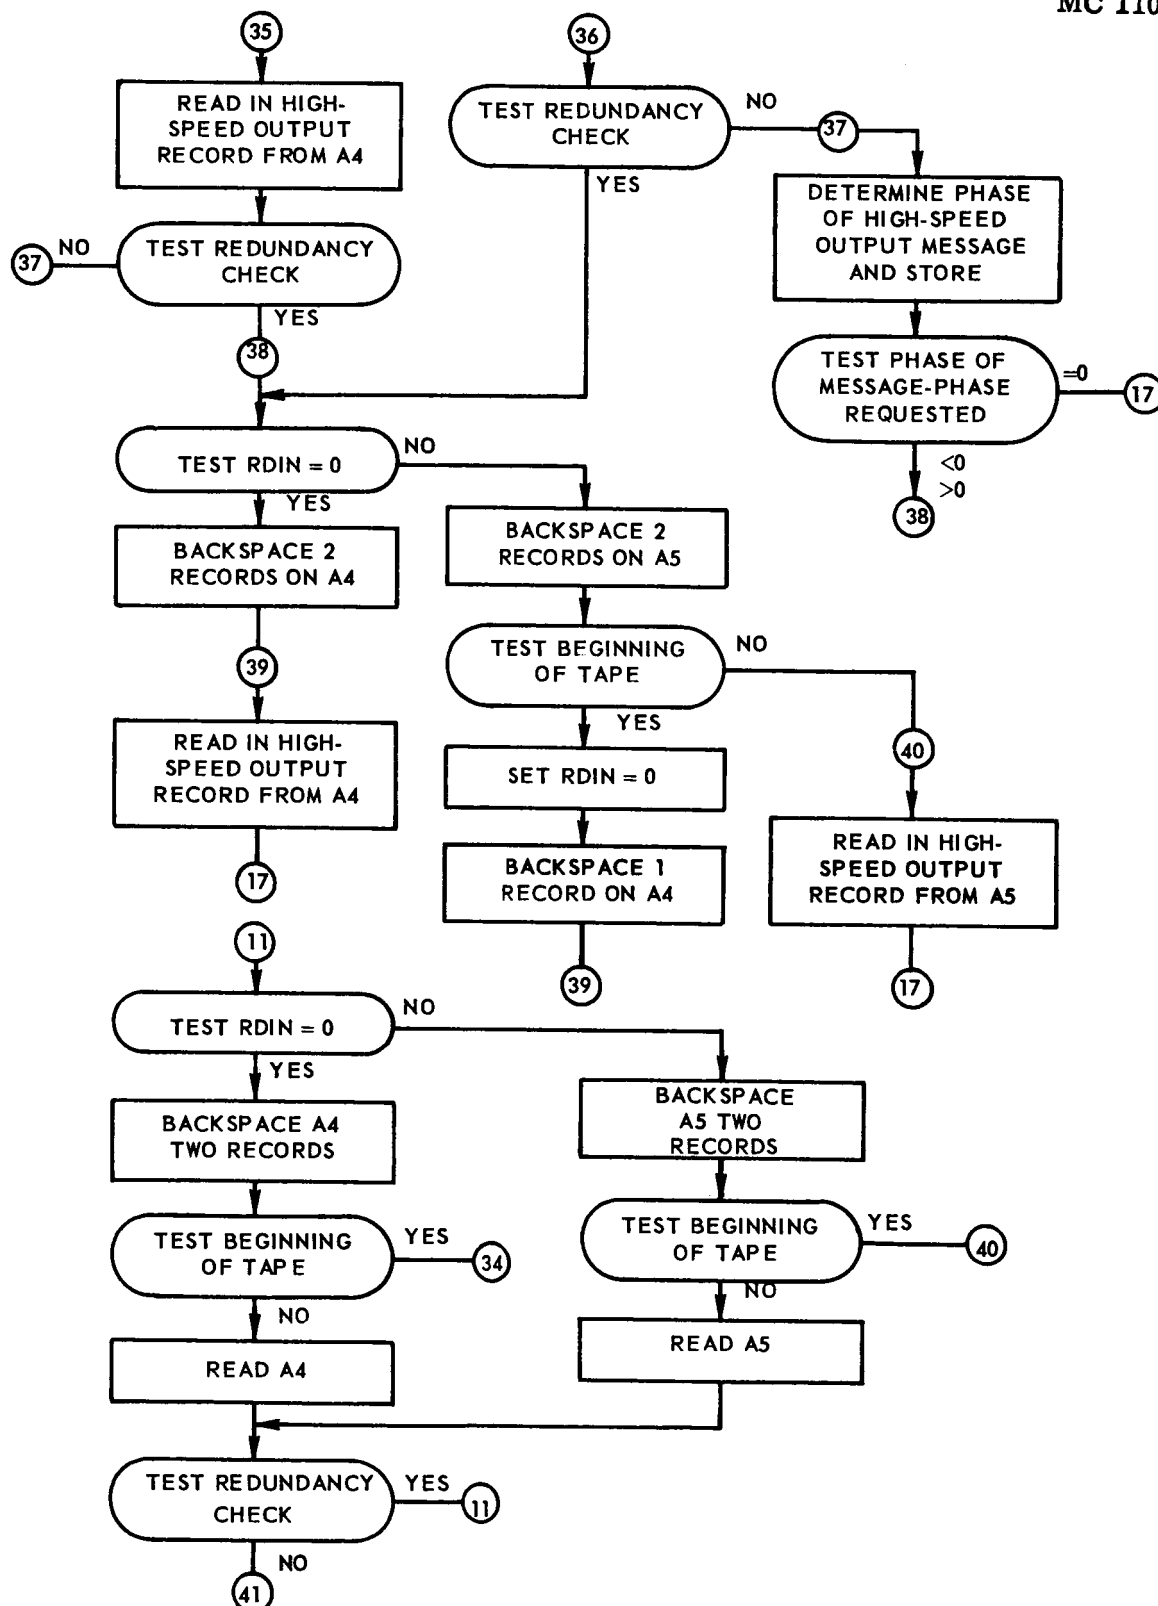 MC 110
35
READ IN HIGH-
SPEED OUTPUT
RECORD FROM A4
TEST REDUNDANCY
CHECK
NO
37
YES
38
36
TEST REDUNDANCY
CHECK
NO
37
YES
DETERMINE PHASE
OF HIGH-SPEED
OUTPUT MESSAGE
AND STORE
TEST PHASE OF
MESSAGE-PHASE
REQUESTED
=0
17
<0
>0
38
TEST RDIN = 0
NO
YES
BACKSPACE 2
RECORDS ON A4
39
READ IN HIGH-
SPEED OUTPUT
RECORD FROM A4
17
BACKSPACE 2
RECORDS ON A5
TEST BEGINNING
OF TAPE
NO
YES
SET RDIN = 0
BACKSPACE 1
RECORD ON A4
39
40
READ IN HIGH-
SPEED OUTPUT
RECORD FROM A5
17
11
TEST RDIN = 0
NO
YES
BACKSPACE A4
TWO RECORDS
TEST BEGINNING
OF TAPE
YES
34
NO
READ A4
BACKSPACE
A5 TWO
RECORDS
TEST BEGINNING
OF TAPE
YES
40
NO
READ A5
TEST REDUNDANCY
CHECK
YES
11
NO
41